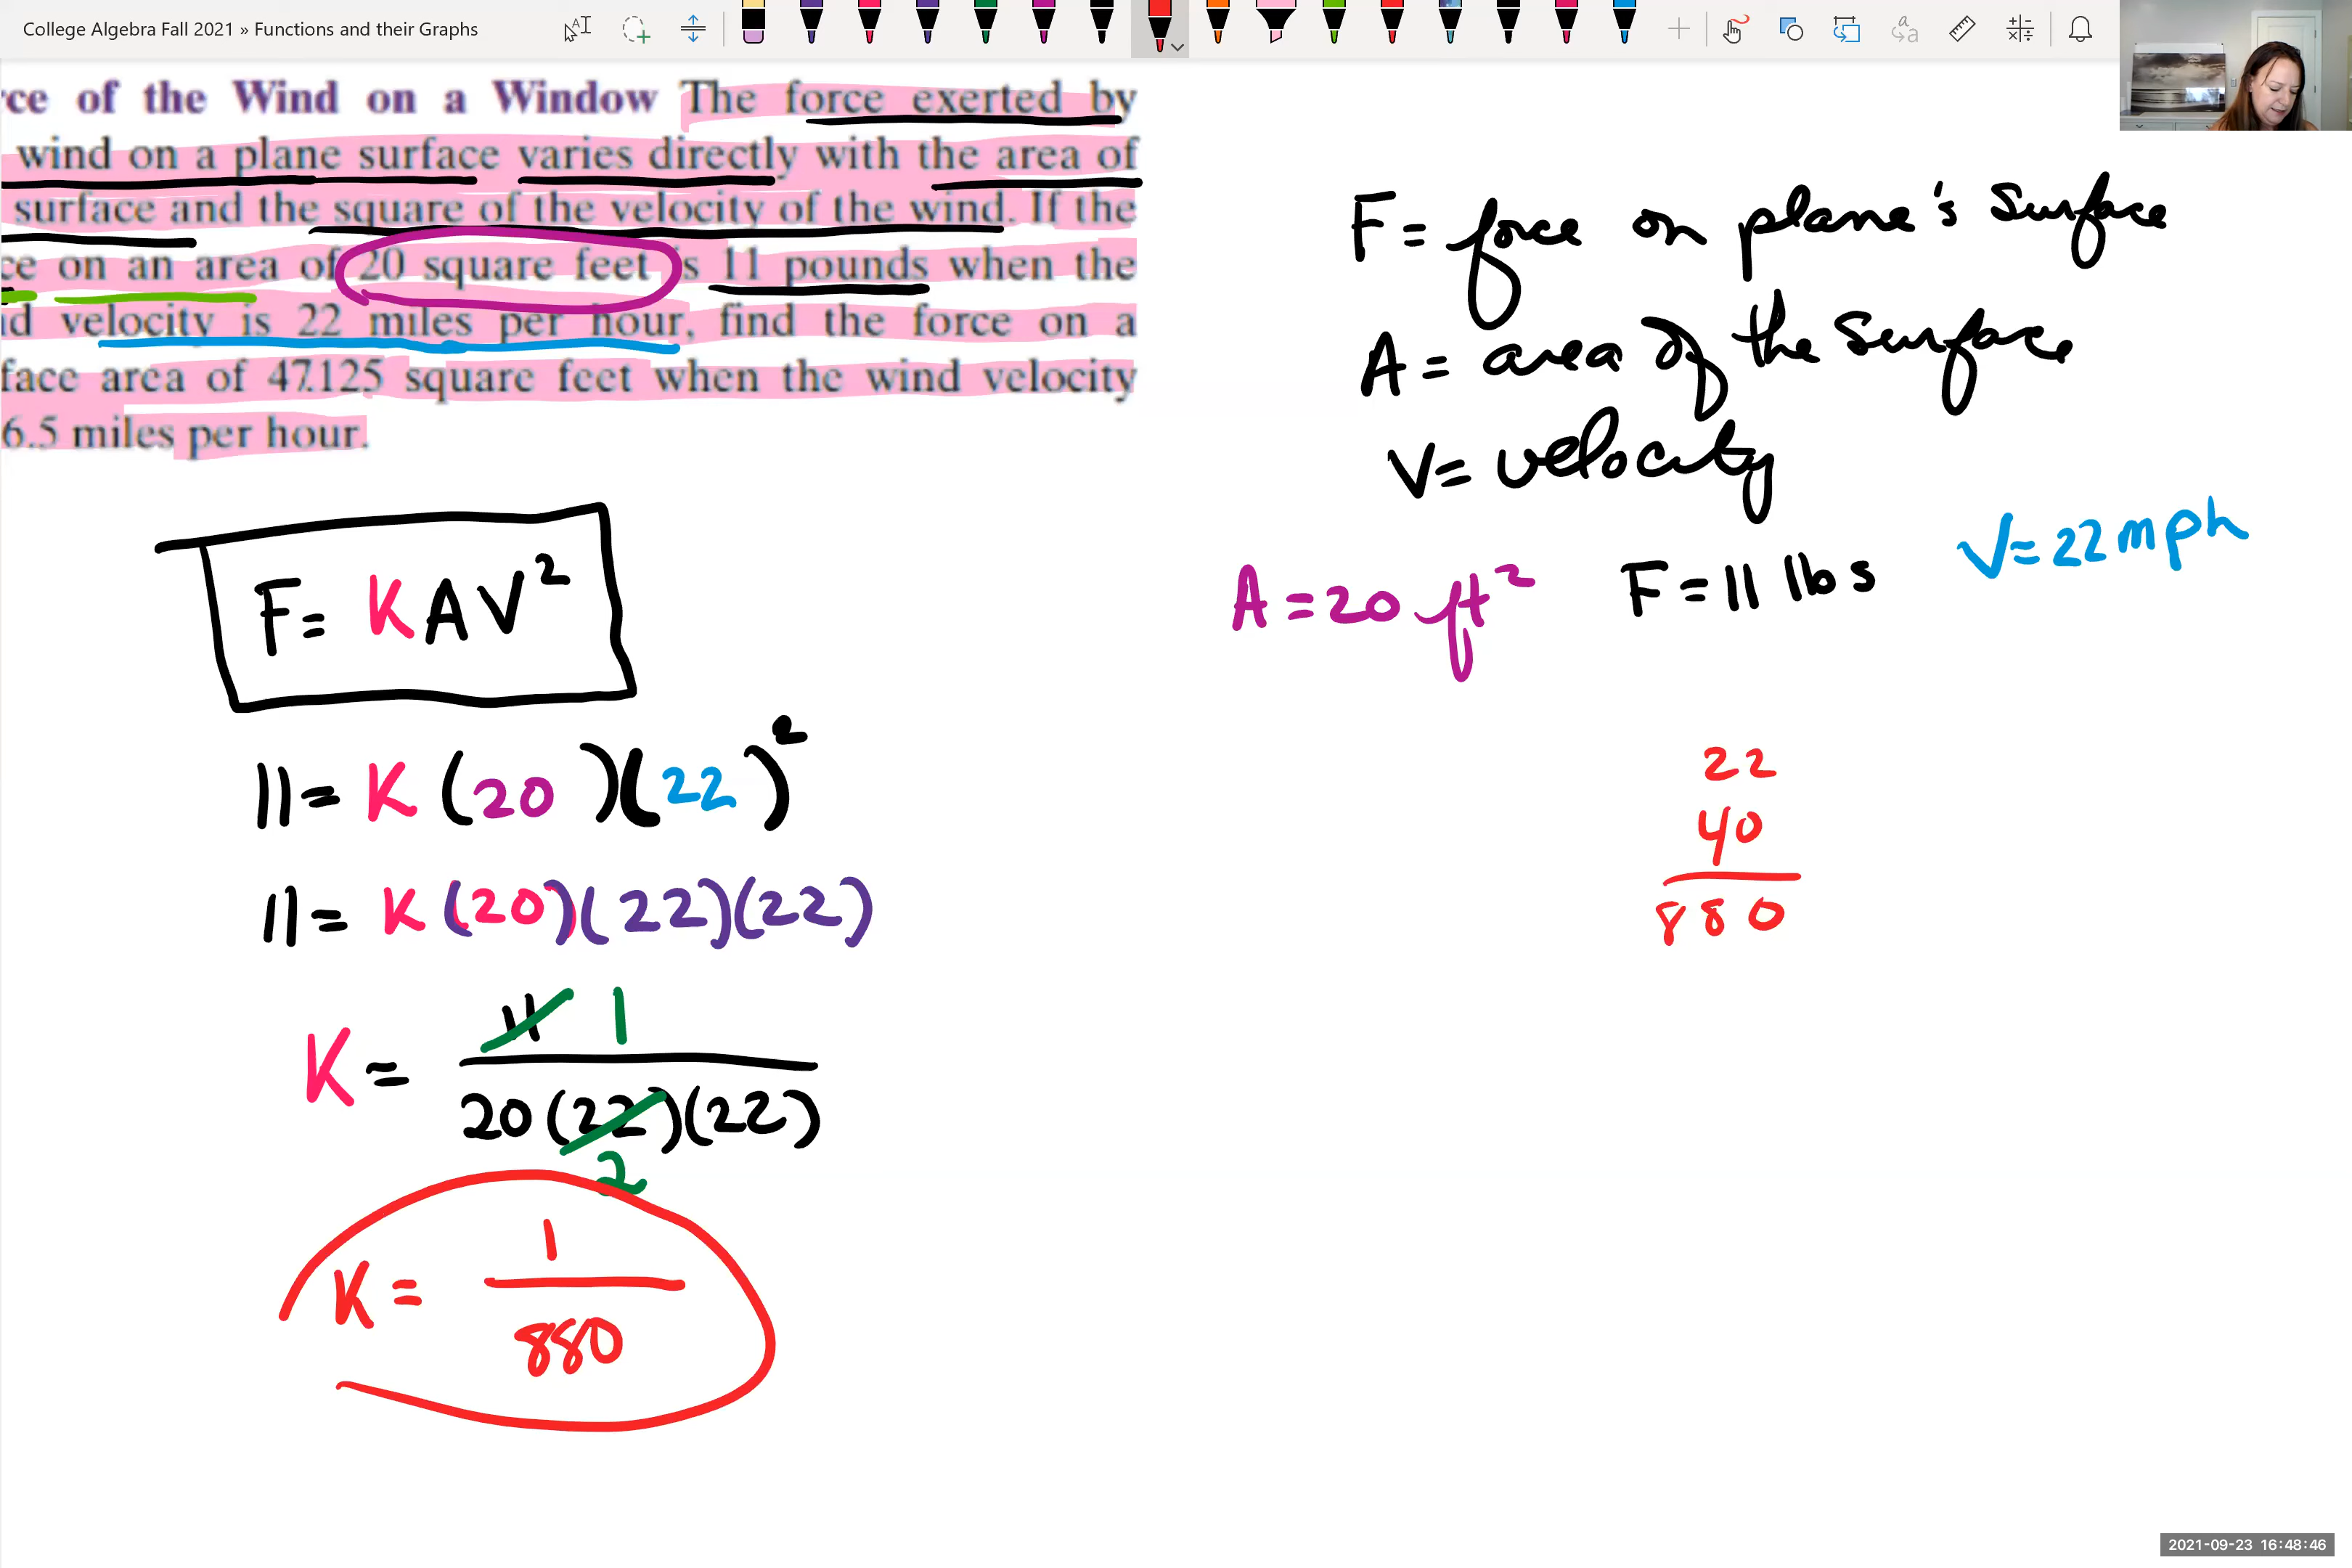 College Algebra Fall 2021 » Functions and their Graphs
ce of the Wind on a Window The force exerted by
wind on a plane surface varies directly with the area of
surface and the square of the velocity of the wind. If the
ce on an area of 20 square feet is 11 pounds when the
d velocity is 22 miles per hour, find the force on a
face area of 47.125 square feet when the wind velocity
6.5 miles per hour.
F = force on plane's surface
A = area of the surface
V = velocity
A = 20 ft²
F = 11 lbs
V = 22 mph
F = KAV²
11 = K(20)(22)²
11 = K(20)(22)(22)
K = 11 1
20(22)(22)
2
K = 1
880
22
40
880
2021-09-23 16:48:46